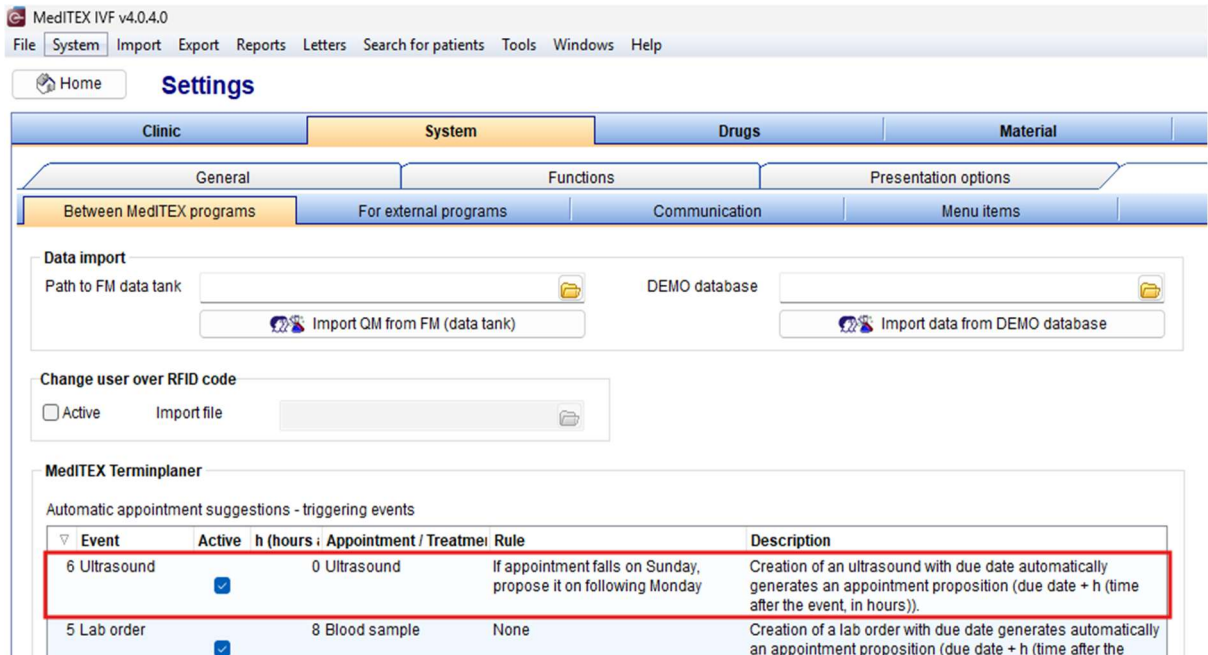 MedITEX IVF v4.0.4.0
File System Import Export Reports Letters Search for patients Tools Windows Help
Home Settings
Clinic System Drugs Material
General Functions Presentation options
Between MedITEX programs For external programs Communication Menu items
Data import
Path to FM data tank DEMO database
Import QM from FM (data tank) Import data from DEMO database
Change user over RFID code
Active Import file
MedITEX Terminplaner
Automatic appointment suggestions - triggering events
Event Active h (hours Appointment / Treatmen Rule Description
6 Ultrasound 0 Ultrasound If appointment falls on Sunday, Creation of an ultrasound with due date automatically
propose it on following Monday generates an appointment proposition (due date + h (time
after the event, in hours)).
5 Lab order 8 Blood sample None Creation of a lab order with due date generates automatically
an appointment proposition (due date + h (time after the